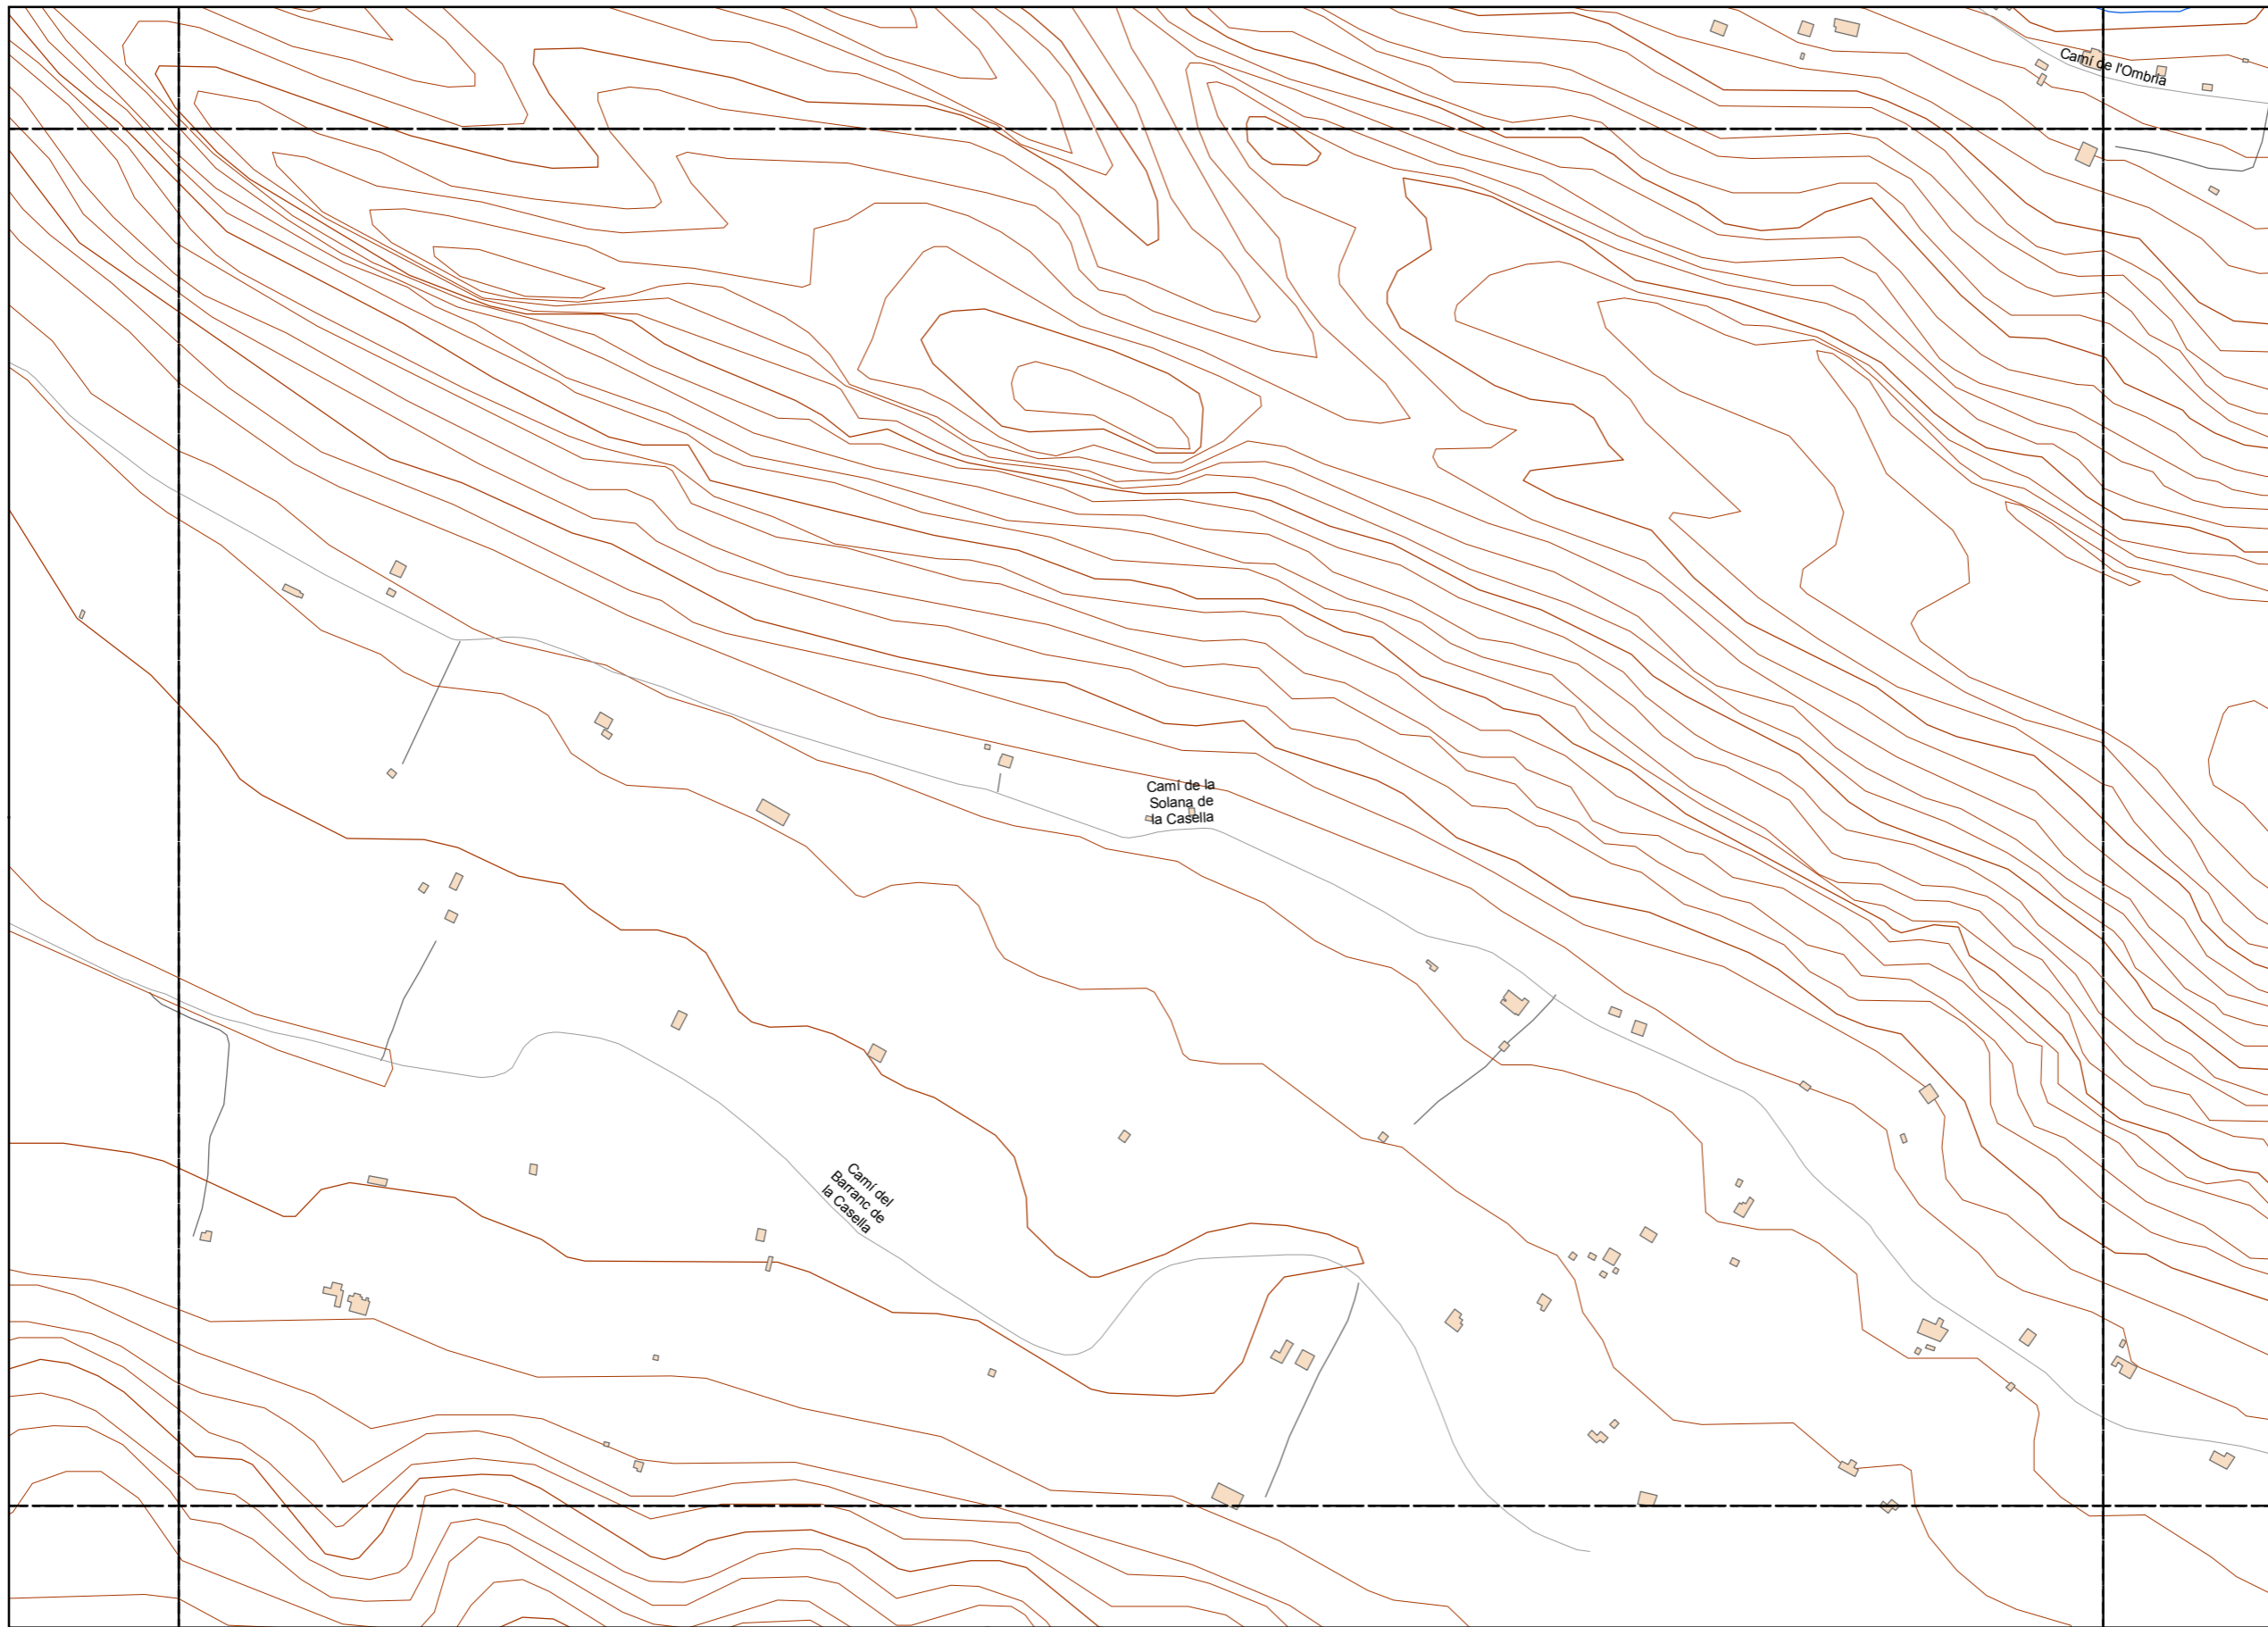 Camí de l'Ombria
Camí de la
Solana de
la Casella
Camí del
Barranc de
la Casella